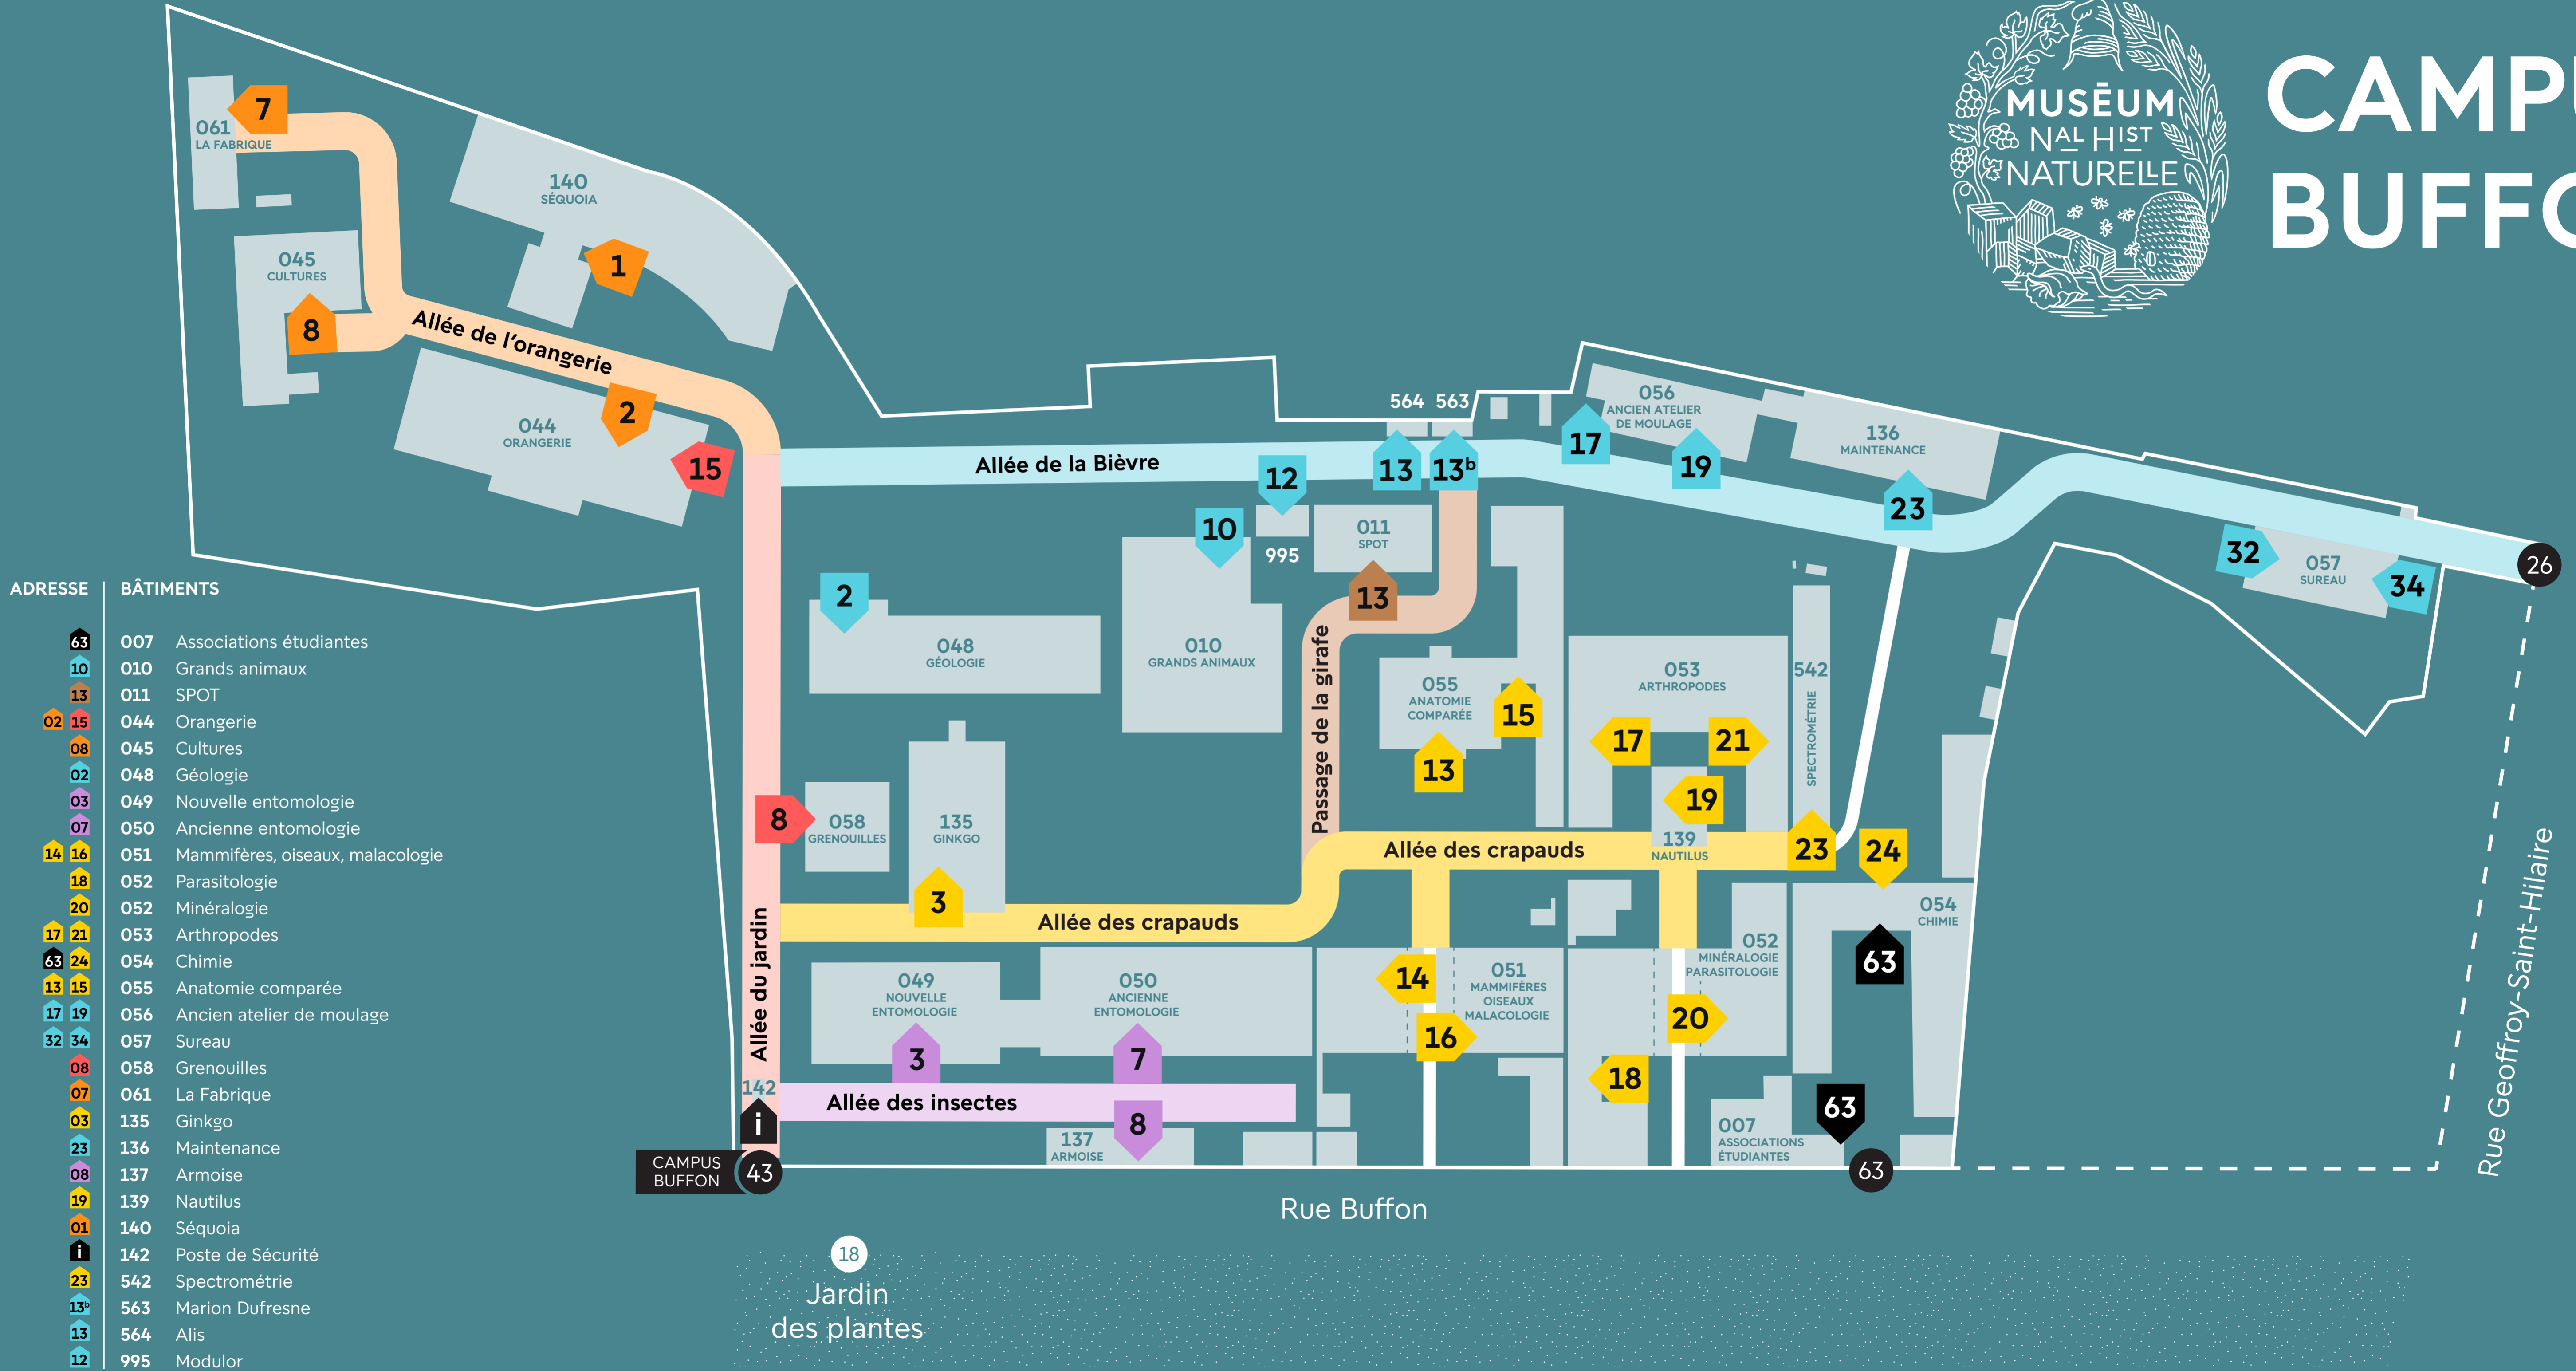 MUSĒUM
NAL HIST
NATURELLE
CAMPU
BUFFO
7
061
LA FABRIQUE
140
SÉQUOIA
1
045
CULTURES
8
Allée de l'orangerie
2
044
ORANGERIE
15
564 563
056
ANCIEN ATELIER
DE MOULAGE
17
19
136
MAINTENANCE
23
Allée de la Bièvre
12
13
13b
10
995
011
SPOT
13
32
057
SUREAU
34
26
2
048
GÉOLOGIE
010
GRANDS ANIMAUX
Passage de la girafe
055
ANATOMIE
COMPARÉE
15
13
053
ARTHROPODES
17
21
19
542
SPECTROMÉTRIE
139
NAUTILUS
8
058
GRENOUILLES
135
GINKGO
3
Allée des crapauds
23
24
Allée des crapauds
Allée du jardin
049
NOUVELLE
ENTOMOLOGIE
050
ANCIENNE
ENTOMOLOGIE
14
051
MAMMIFÈRES
OISEAUX
MALACOLOGIE
16
052
MINÉRALOGIE
PARASITOLOGIE
20
18
054
CHIMIE
63
3
7
142
i
Allée des insectes
8
137
ARMOISE
007
ASSOCIATIONS
ÉTUDIANTES
63
CAMPUS
BUFFON
43
63
Rue Buffon
Rue Geoffroy-Saint-Hilaire
18
Jardin
des plantes
ADRESSE BÂTIMENTS
63 007 Associations étudiantes
10 010 Grands animaux
13 011 SPOT
02 15 044 Orangerie
08 045 Cultures
02 048 Géologie
03 049 Nouvelle entomologie
07 050 Ancienne entomologie
14 16 051 Mammifères, oiseaux, malacologie
18 052 Parasitologie
20 052 Minéralogie
17 21 053 Arthropodes
63 24 054 Chimie
13 15 055 Anatomie comparée
17 19 056 Ancien atelier de moulage
32 34 057 Sureau
08 058 Grenouilles
07 061 La Fabrique
03 135 Ginkgo
23 136 Maintenance
08 137 Armoise
19 139 Nautilus
01 140 Séquoia
i 142 Poste de Sécurité
23 542 Spectrométrie
13b 563 Marion Dufresne
13 564 Alis
12 995 Modulor